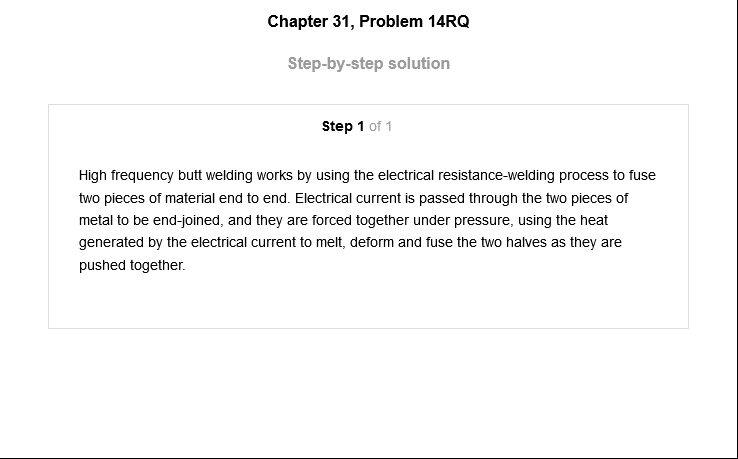 Chapter 31, Problem 14RQ
Step-by-step solution
Step 1 of 1
High frequency butt welding works by using the electrical resistance-welding process to fuse
two pieces of material end to end. Electrical current is passed through the two pieces of
metal to be end-joined, and they are forced together under pressure, using the heat
generated by the electrical current to melt, deform and fuse the two halves as they are
pushed together.